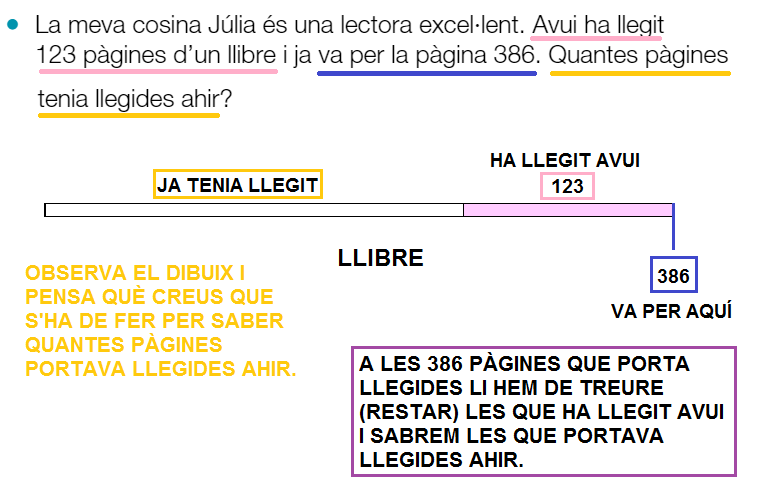 La meva cosina Júlia és una lectora excel·lent. Avui ha llegit
123 pàgines d'un llibre i ja va per la pàgina 386. Quantes pàgines
tenia llegides ahir?
HA LLEGIT AVUI
JA TENIA LLEGIT
123
LLIBRE
386
VA PER AQUÍ
OBSERVA EL DIBUIX I
PENSA QUÈ CREUS QUE
S'HA DE FER PER SABER
QUANTES PÀGINES
PORTAVA LLEGIDES AHIR.
A LES 386 PÀGINES QUE PORTA
LLEGIDES LI HEM DE TREURE
(RESTAR) LES QUE HA LLEGIT AVUI
I SABREM LES QUE PORTAVA
LLEGIDES AHIR.